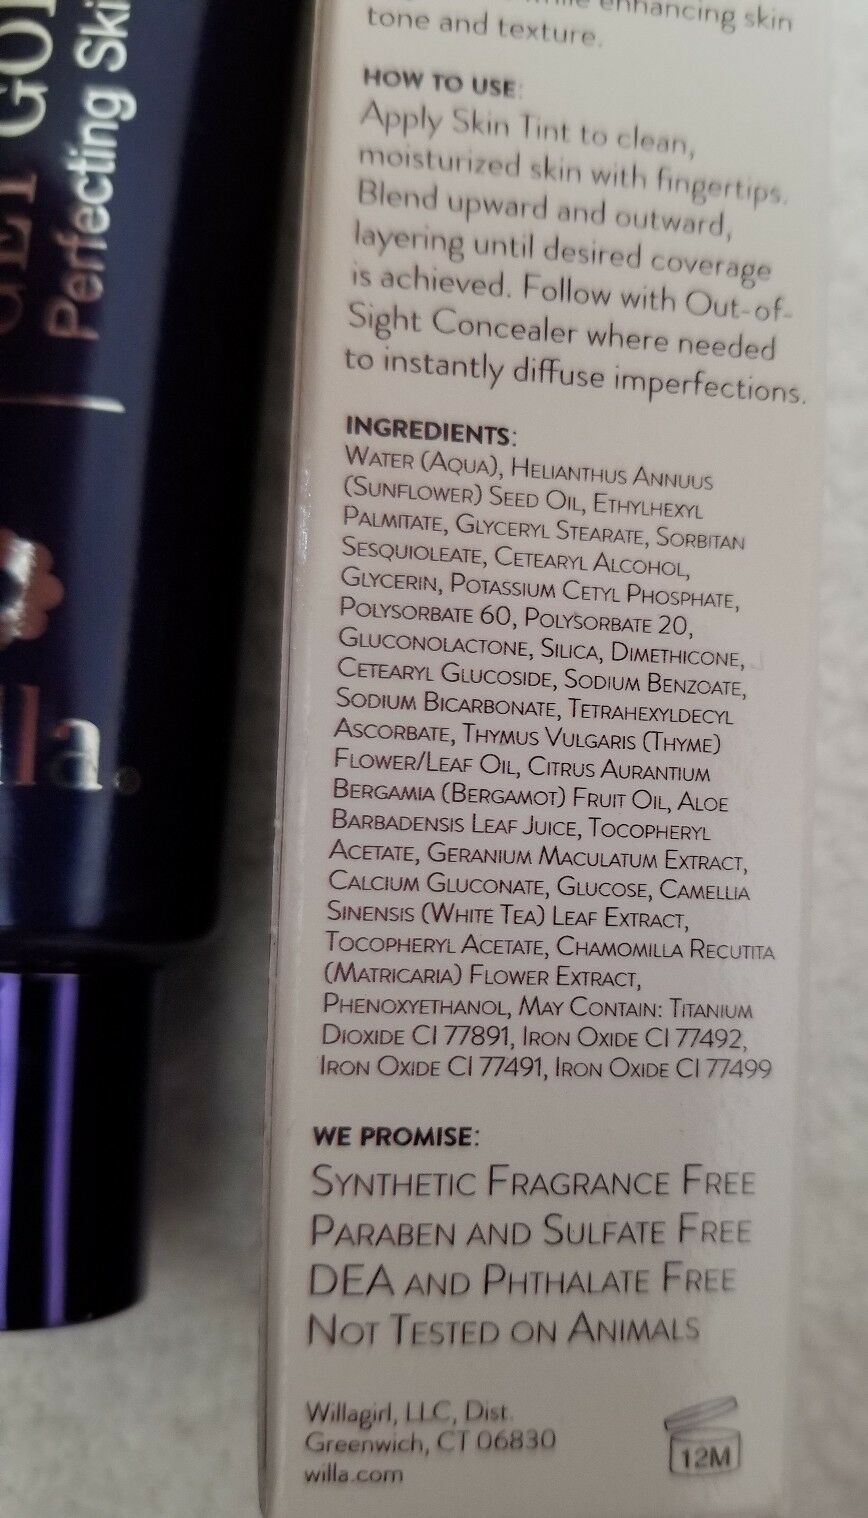 enhancing skin
tone and texture.
HOW TO USE:
Apply Skin Tint to clean,
moisturized skin with fingertips.
Blend upward and outward,
layering until desired coverage
is achieved. Follow with Out-of-
Sight Concealer where needed
to instantly diffuse imperfections.
INGREDIENTS:
WATER (AQUA), HELIANTHUS ANNUUS
(SUNFLOWER) SEED OIL, ETHYLHEXYL
PALMITATE, GLYCERYL STEARATE, SORBITAN
SESQUIOLEATE, CETEARYL ALCOHOL,
GLYCERIN, POTASSIUM CETYL PHOSPHATE,
POLYSORBATE 60, POLYSORBATE 20,
GLUCONOLACTONE, SILICA, DIMETHICONE,
CETEARYL GLUCOSIDE, SODIUM BENZOATE,
SODIUM BICARBONATE, TETRAHEXYLDECYL
ASCORBATE, THYMUS VULGARIS (THYME)
FLOWER/LEAF OIL, CITRUS AURANTIUM
BERGAMIA (BERGAMOT) FRUIT OIL, ALOE
BARBADENSIS LEAF JUICE, TOCOPHERYL
ACETATE, GERANIUM MACULATUM EXTRACT,
CALCIUM GLUCONATE, GLUCOSE, CAMELLIA
SINENSIS (WHITE TEA) LEAF EXTRACT,
TOCOPHERYL ACETATE, CHAMOMILLA RECUTITA
(MATRICARIA) FLOWER EXTRACT,
PHENOXYETHANOL, MAY CONTAIN: TITANIUM
DIOXIDE CI 77891, IRON OXIDE CI 77492,
IRON OXIDE CI 77491, IRON OXIDE CI 77499
WE PROMISE:
SYNTHETIC FRAGRANCE FREE
PARABEN AND SULFATE FREE
DEA AND PHTHALATE FREE
NOT TESTED ON ANIMALS
Willagirl, LLC, Dist.
Greenwich, CT 06830
willa.com
12M
Perfecting Ski
lla